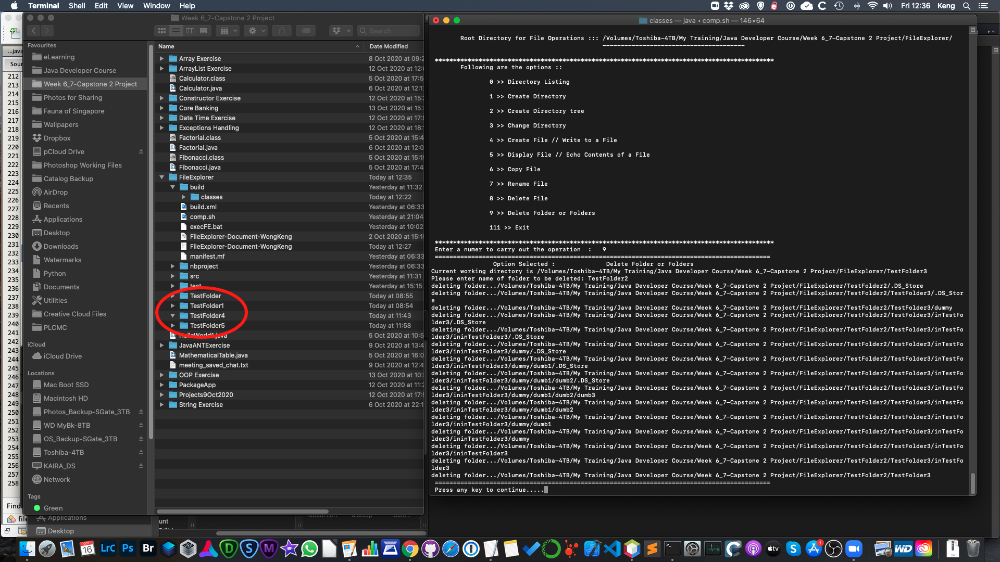 Terminal Shell Edit View Window Help
Fri 12:36 Keng
Week 6_7-Capstone 2 Project
Search
Favourites
eLearning
Java Developer Course
Week 6_7-Capstone 2 Project
Photos for Sharing
Fauna of Singapore
Wallpapers
Dropbox
pCloud Drive
Photoshop Working Files
Catalog Backup
AirDrop
Recents
Applications
Desktop
Downloads
Watermarks
Python
Documents
Utilities
Creative Cloud Files
PLCMC
iCloud
iCloud Drive
Locations
Mac Boot SSD
Macintosh HD
Photos_Backup-SGate_3TB
WD MyBk-8TB
OS_Backup-SGate_3TB
Toshiba-4TB
KAIRA_DS
Network
Tags
Green
Applications
Desktop
...java
Sour
212
213
214
215
216
217
218
219
220
221
222
223
224
225
226
227
228
229
230
231
232
233
234
235
236
237
238
239
240
241
242
243
244
245
246
247
248
249
250
251
252
253
254
255
256
257
258
Find
file
Name Date Modified
Array Exercise 8 Oct 2020 at 09:2
ArrayList Exercise 12 Oct 2020 at 12:
Calculator.class 5 Oct 2020 at 17:5
Calculator.java 6 Oct 2020 at 12:1
Constructor Exercise 12 Oct 2020 at 15:
Core Banking 13 Oct 2020 at 15:
Date Time Exercise 12 Oct 2020 at 17:
Exceptions Handling 12 Oct 2020 at 18:
Factorial.class 5 Oct 2020 at 15:4
Factorial.java 6 Oct 2020 at 12:0
Fibonacci.class 5 Oct 2020 at 15:1
Fibonacci.java 5 Oct 2020 at 17:4
FileExplorer Today at 12:35
build Yesterday at 11:32
classes Today at 12:22
build.xml Yesterday at 06:33
comp.sh Yesterday at 21:04
execFE.bat Yesterday at 10:02
FileExplorer-Document-WongKeng 2 Oct 2020 at 15:1
FileExplorer-Document-WongKeng Today at 12:27
manifest.mf Yesterday at 06:33
nbproject Yesterday at 06:33
src Yesterday at 11:31
test Yesterday at 15:15
TestFolder Today at 08:55
TestFolder1 Today at 08:54
TestFolder4 Today at 11:43
TestFolder5 Today at 11:58
HelloWorld1.java 5 Oct 2020 at 10:5
JavaANTExercise 9 Oct 2020 at 13:4
MathematicalTable.java 5 Oct 2020 at 16:0
meeting_saved_chat.txt 9 Oct 2020 at 12:4
OOP Exercise 13 Oct 2020 at 10:
PackageApp 12 Oct 2020 at 11:2
Projects9Oct2020 12 Oct 2020 at 17:
String Exercise 6 Oct 2020 at 22:1
unt
Rotate Left Markup More...
classes — java ◂ comp.sh — 146×64
Root Directory for File Operations ::: /Volumes/Toshiba-4TB/My Training/Java Developer Course/Week 6_7-Capstone 2 Project/FileExplorer/
---------------------------------------
*********************************************************************************************
Following are the options ::
0 >> Directory Listing
1 >> Create Directory
2 >> Create Directory tree
3 >> Change Directory
4 >> Create File // Write to a File
5 >> Display File // Echo Contents of a File
6 >> Copy File
7 >> Rename File
8 >> Delete File
9 >> Delete Folder or Folders
111 >> Exit
*********************************************************************************************
Enter a numer to carry out the operation : 9
============================================================================================
Option Selected : Delete Folder or Folders
Current working directory is /Volumes/Toshiba-4TB/My Training/Java Developer Course/Week 6_7-Capstone 2 Project/FileExplorer/TestFolder3
Please enter name of folder to be deleted: TestFolder2
deleting folder.../Volumes/Toshiba-4TB/My Training/Java Developer Course/Week 6_7-Capstone 2 Project/FileExplorer/TestFolder2/.DS_Store
deleting folder.../Volumes/Toshiba-4TB/My Training/Java Developer Course/Week 6_7-Capstone 2 Project/FileExplorer/TestFolder2/TestFolder3/.DS_Stor
e
deleting folder.../Volumes/Toshiba-4TB/My Training/Java Developer Course/Week 6_7-Capstone 2 Project/FileExplorer/TestFolder2/TestFolder3/dummy
deleting folder.../Volumes/Toshiba-4TB/My Training/Java Developer Course/Week 6_7-Capstone 2 Project/FileExplorer/TestFolder2/TestFolder3/inTestFo
lder3/.DS_Store
deleting folder.../Volumes/Toshiba-4TB/My Training/Java Developer Course/Week 6_7-Capstone 2 Project/FileExplorer/TestFolder2/TestFolder3/inTestFo
lder3/ininTestFolder3/.DS_Store
deleting folder.../Volumes/Toshiba-4TB/My Training/Java Developer Course/Week 6_7-Capstone 2 Project/FileExplorer/TestFolder2/TestFolder3/inTestFo
lder3/ininTestFolder3/dummy/.DS_Store
deleting folder.../Volumes/Toshiba-4TB/My Training/Java Developer Course/Week 6_7-Capstone 2 Project/FileExplorer/TestFolder2/TestFolder3/inTestFo
lder3/ininTestFolder3/dummy/dumb1/.DS_Store
deleting folder.../Volumes/Toshiba-4TB/My Training/Java Developer Course/Week 6_7-Capstone 2 Project/FileExplorer/TestFolder2/TestFolder3/inTestFo
lder3/ininTestFolder3/dummy/dumb1/dumb2/.DS_Store
deleting folder.../Volumes/Toshiba-4TB/My Training/Java Developer Course/Week 6_7-Capstone 2 Project/FileExplorer/TestFolder2/TestFolder3/inTestFo
lder3/ininTestFolder3/dummy/dumb1/dumb2/dumb3
deleting folder.../Volumes/Toshiba-4TB/My Training/Java Developer Course/Week 6_7-Capstone 2 Project/FileExplorer/TestFolder2/TestFolder3/inTestFo
lder3/ininTestFolder3/dummy/dumb1/dumb2
deleting folder.../Volumes/Toshiba-4TB/My Training/Java Developer Course/Week 6_7-Capstone 2 Project/FileExplorer/TestFolder2/TestFolder3/inTestFo
lder3/ininTestFolder3/dummy/dumb1
deleting folder.../Volumes/Toshiba-4TB/My Training/Java Developer Course/Week 6_7-Capstone 2 Project/FileExplorer/TestFolder2/TestFolder3/inTestFo
lder3/ininTestFolder3/dummy
deleting folder.../Volumes/Toshiba-4TB/My Training/Java Developer Course/Week 6_7-Capstone 2 Project/FileExplorer/TestFolder2/TestFolder3/inTestFo
lder3/ininTestFolder3
deleting folder.../Volumes/Toshiba-4TB/My Training/Java Developer Course/Week 6_7-Capstone 2 Project/FileExplorer/TestFolder2/TestFolder3/inTestFo
lder3
deleting folder.../Volumes/Toshiba-4TB/My Training/Java Developer Course/Week 6_7-Capstone 2 Project/FileExplorer/TestFolder2/TestFolder3
============================================================================================
Press any key to continue.....
OCT 16 LrC Ps Br tv WD